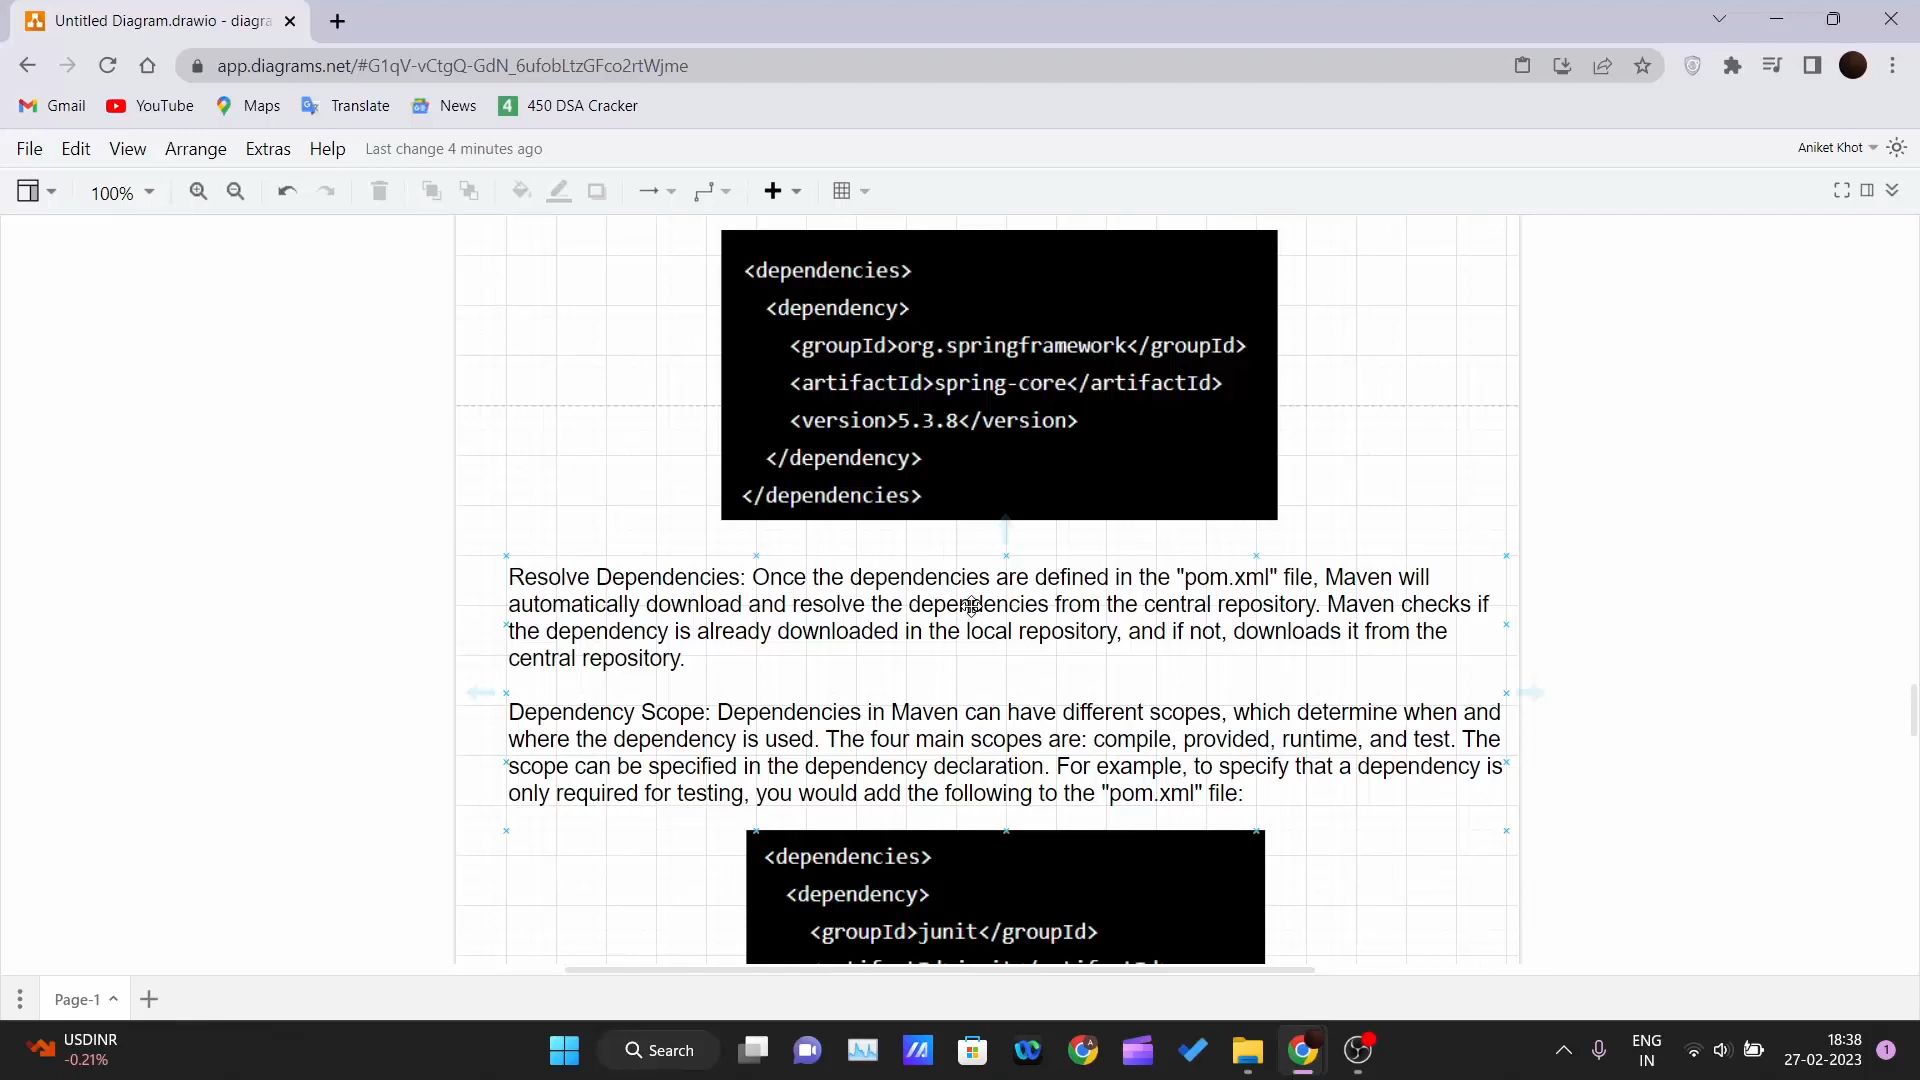 Untitled Diagram.drawio - diagra
app.diagrams.net/#G1qV-vCtgQ-GdN_6ufobLtzGFco2rtWjme
Gmail YouTube Maps Translate News 4 450 DSA Cracker
File Edit View Arrange Extras Help Last change 4 minutes ago Aniket Khot
100%
<dependencies>
<dependency>
<groupId>org.springframework</groupId>
<artifactId>spring-core</artifactId>
<version>5.3.8</version>
</dependency>
</dependencies>
Resolve Dependencies: Once the dependencies are defined in the "pom.xml" file, Maven will
automatically download and resolve the dependencies from the central repository. Maven checks if
the dependency is already downloaded in the local repository, and if not, downloads it from the
central repository.
Dependency Scope: Dependencies in Maven can have different scopes, which determine when and
where the dependency is used. The four main scopes are: compile, provided, runtime, and test. The
scope can be specified in the dependency declaration. For example, to specify that a dependency is
only required for testing, you would add the following to the "pom.xml" file:
<dependencies>
<dependency>
<groupId>junit</groupId>
Page-1
USDINR
-0.21%
Search
ENG
IN
18:38
27-02-2023
1